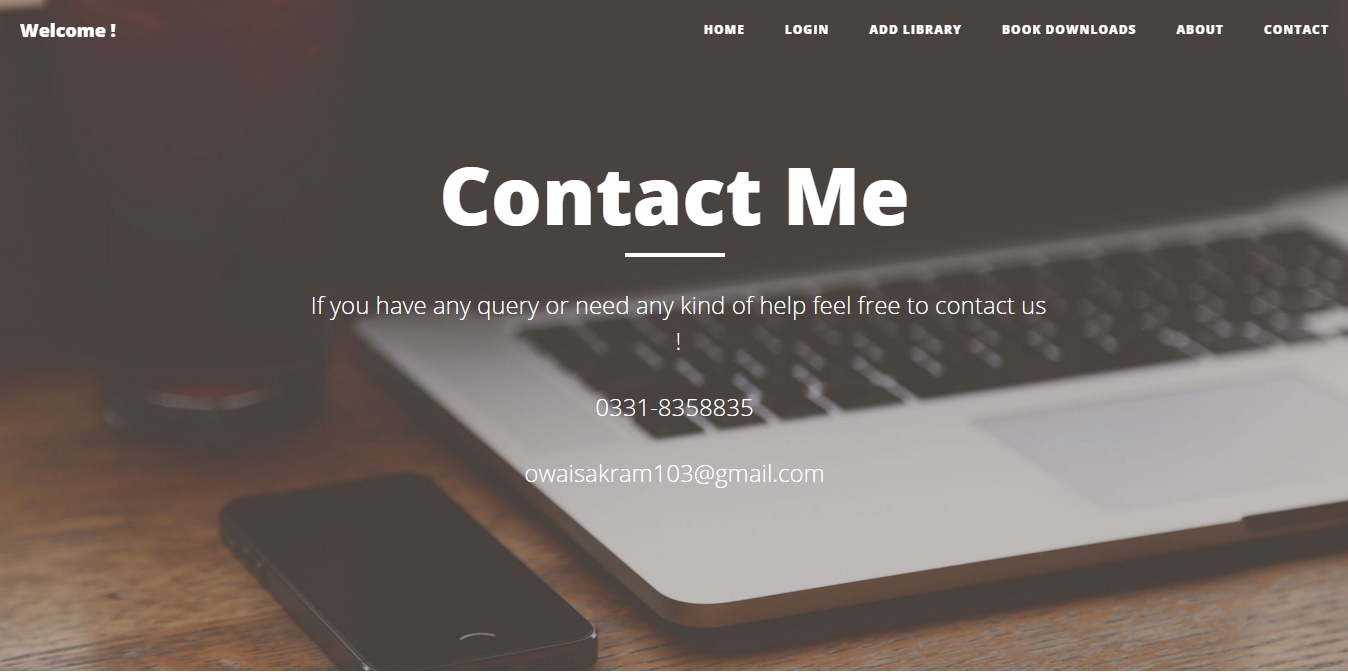 Welcome !
HOME LOGIN ADD LIBRARY BOOK DOWNLOADS ABOUT CONTACT
Contact Me
If you have any query or need any kind of help feel free to contact us
!
0331-8358835
owaisakram103@gmail.com